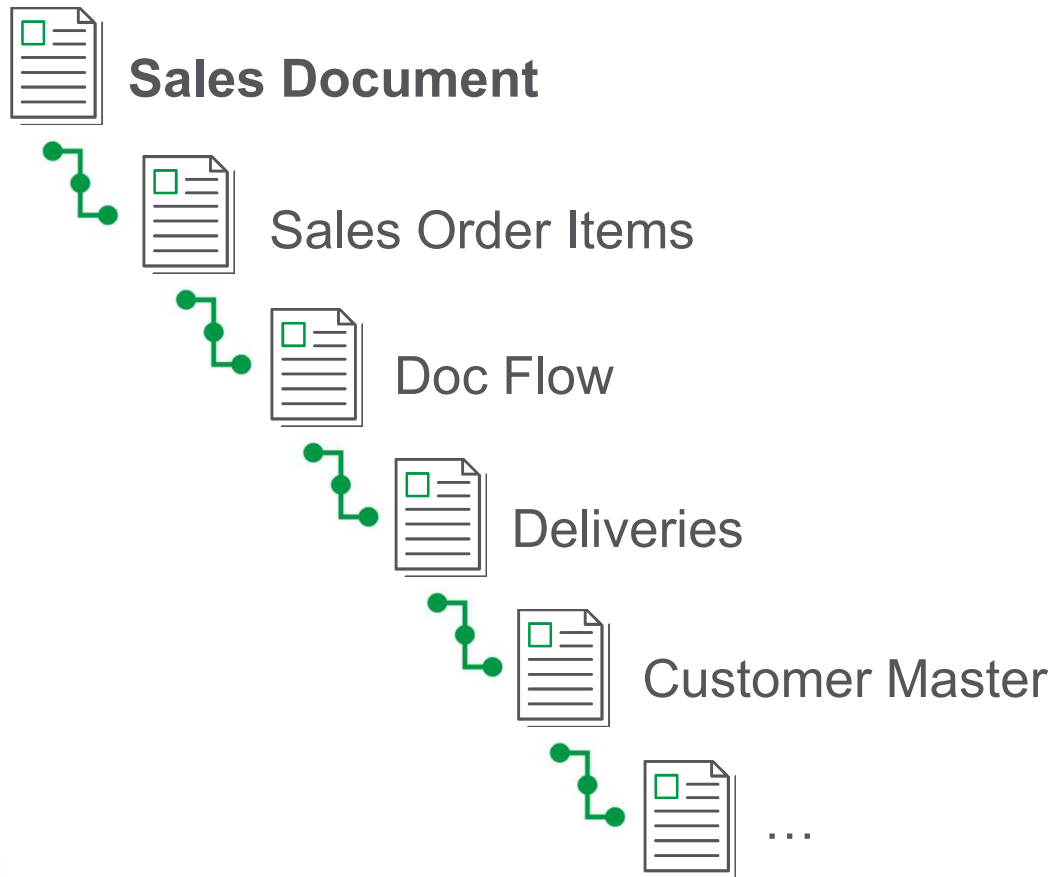 Sales Document
Sales Order Items
Doc Flow
Deliveries
Customer Master
…